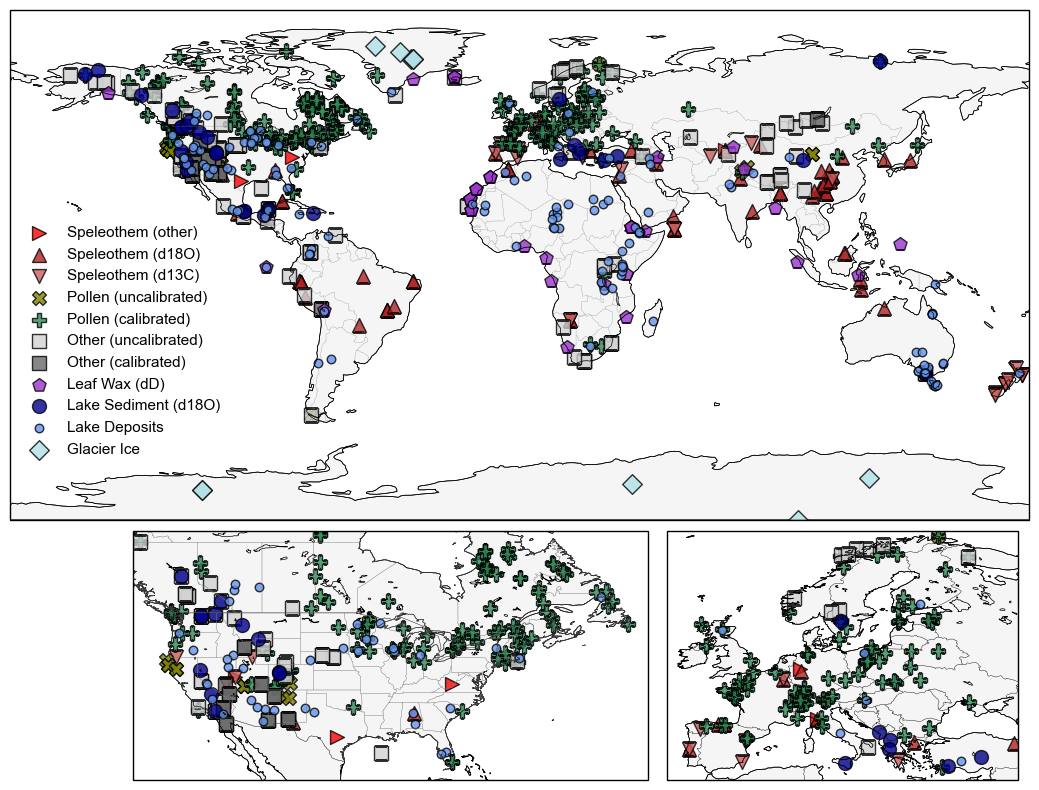 Speleothem (other)
Speleothem (d18O)
Speleothem (d13C)
Pollen (uncalibrated)
Pollen (calibrated)
Other (uncalibrated)
Other (calibrated)
Leaf Wax (dD)
Lake Sediment (d18O)
Lake Deposits
Glacier Ice